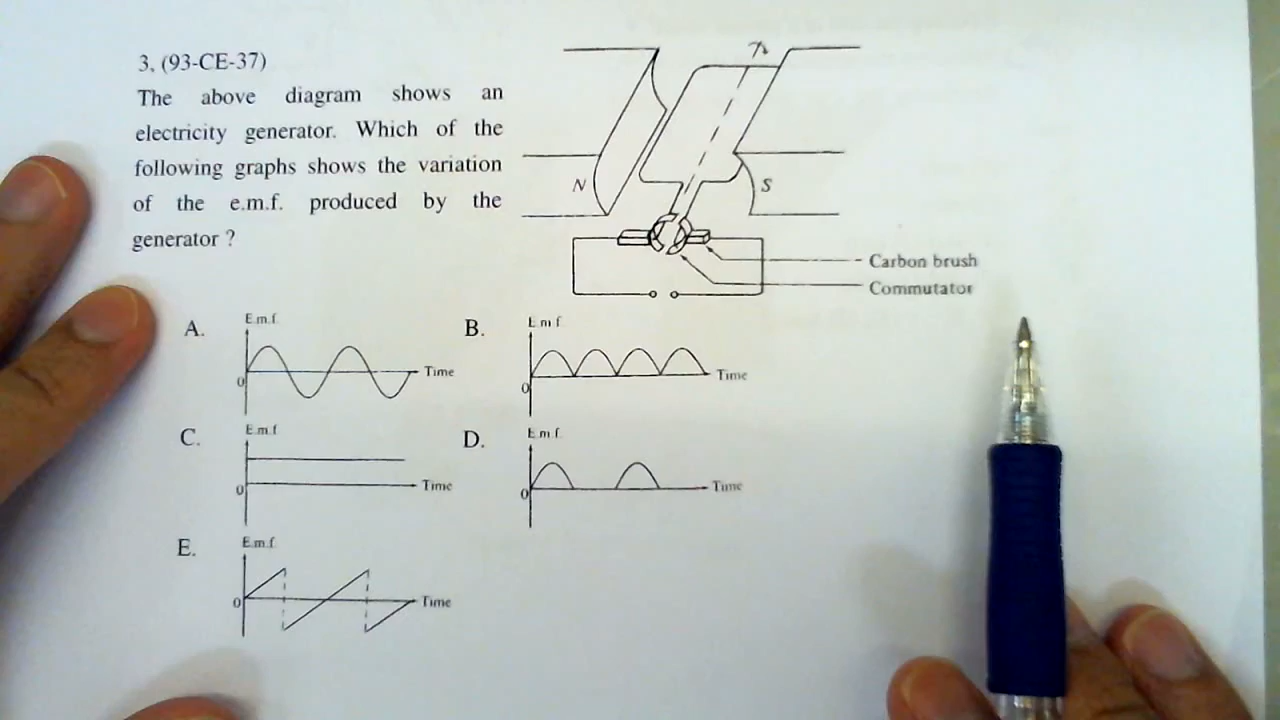 3. (93-CE-37)
The above diagram shows an
electricity generator. Which of the
following graphs shows the variation
of the e.m.f. produced by the
generator ?
N
S
Carbon brush
Commutator
A.
E.m.f.
0
Time
B.
E.m.f.
0
Time
C.
E.m.f.
0
Time
D.
E.m.f.
0
Time
E.
E.m.f.
0
Time